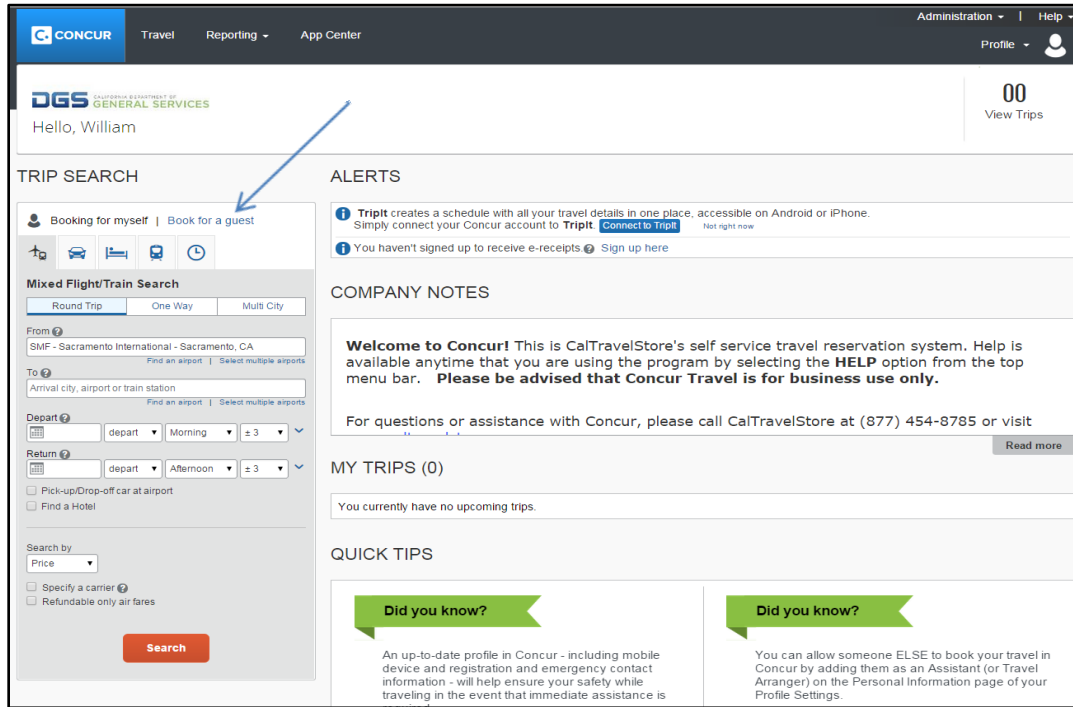 Administration | Help
C. CONCUR Travel Reporting App Center
Profile
DGS CALIFORNIA DEPARTMENT OF
GENERAL SERVICES
Hello, William
00
View Trips
TRIP SEARCH
Booking for myself | Book for a guest
Mixed Flight/Train Search
Round Trip One Way Multi City
From ?
SMF - Sacramento International - Sacramento, CA
Find an airport | Select multiple airports
To ?
Arrival city, airport or train station
Find an airport | Select multiple airports
Depart ?
depart Morning ± 3
Return ?
depart Afternoon ± 3
Pick-up/Drop-off car at airport
Find a Hotel
Search by
Price
Specify a carrier ?
Refundable only air fares
Search
ALERTS
TripIt creates a schedule with all your travel details in one place, accessible on Android or iPhone.
Simply connect your Concur account to TripIt. Connect to TripIt Not right now
You haven't signed up to receive e-receipts. ? Sign up here
COMPANY NOTES
Welcome to Concur! This is CalTravelStore's self service travel reservation system. Help is
available anytime that you are using the program by selecting the HELP option from the top
menu bar. Please be advised that Concur Travel is for business use only.
For questions or assistance with Concur, please call CalTravelStore at (877) 454-8785 or visit
Read more
MY TRIPS (0)
You currently have no upcoming trips.
QUICK TIPS
Did you know?
An up-to-date profile in Concur - including mobile
device and registration and emergency contact
information - will help ensure your safety while
traveling in the event that immediate assistance is
Did you know?
You can allow someone ELSE to book your travel in
Concur by adding them as an Assistant (or Travel
Arranger) on the Personal Information page of your
Profile Settings.